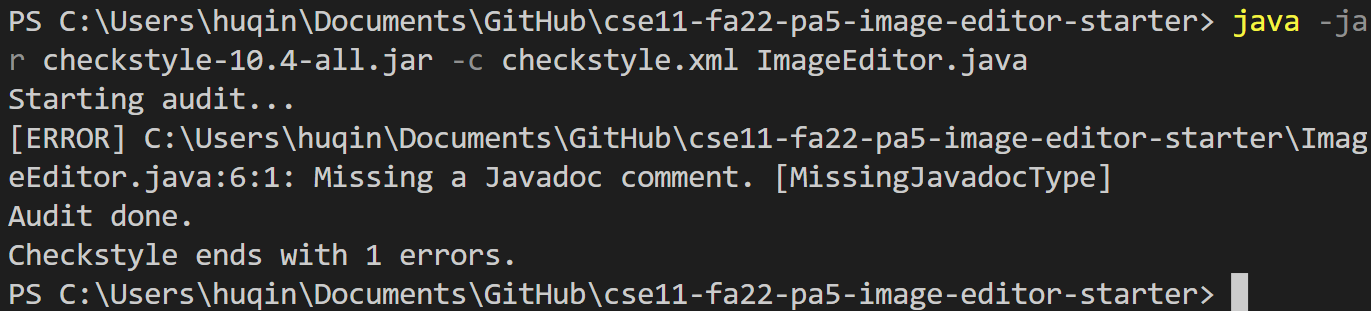 PS C:\Users\huqin\Documents\GitHub\cse11-fa22-pa5-image-editor-starter> java -ja
r checkstyle-10.4-all.jar -c checkstyle.xml ImageEditor.java
Starting audit...
[ERROR] C:\Users\huqin\Documents\GitHub\cse11-fa22-pa5-image-editor-starter\Imag
eEditor.java:6:1: Missing a Javadoc comment. [MissingJavadocType]
Audit done.
Checkstyle ends with 1 errors.
PS C:\Users\huqin\Documents\GitHub\cse11-fa22-pa5-image-editor-starter>